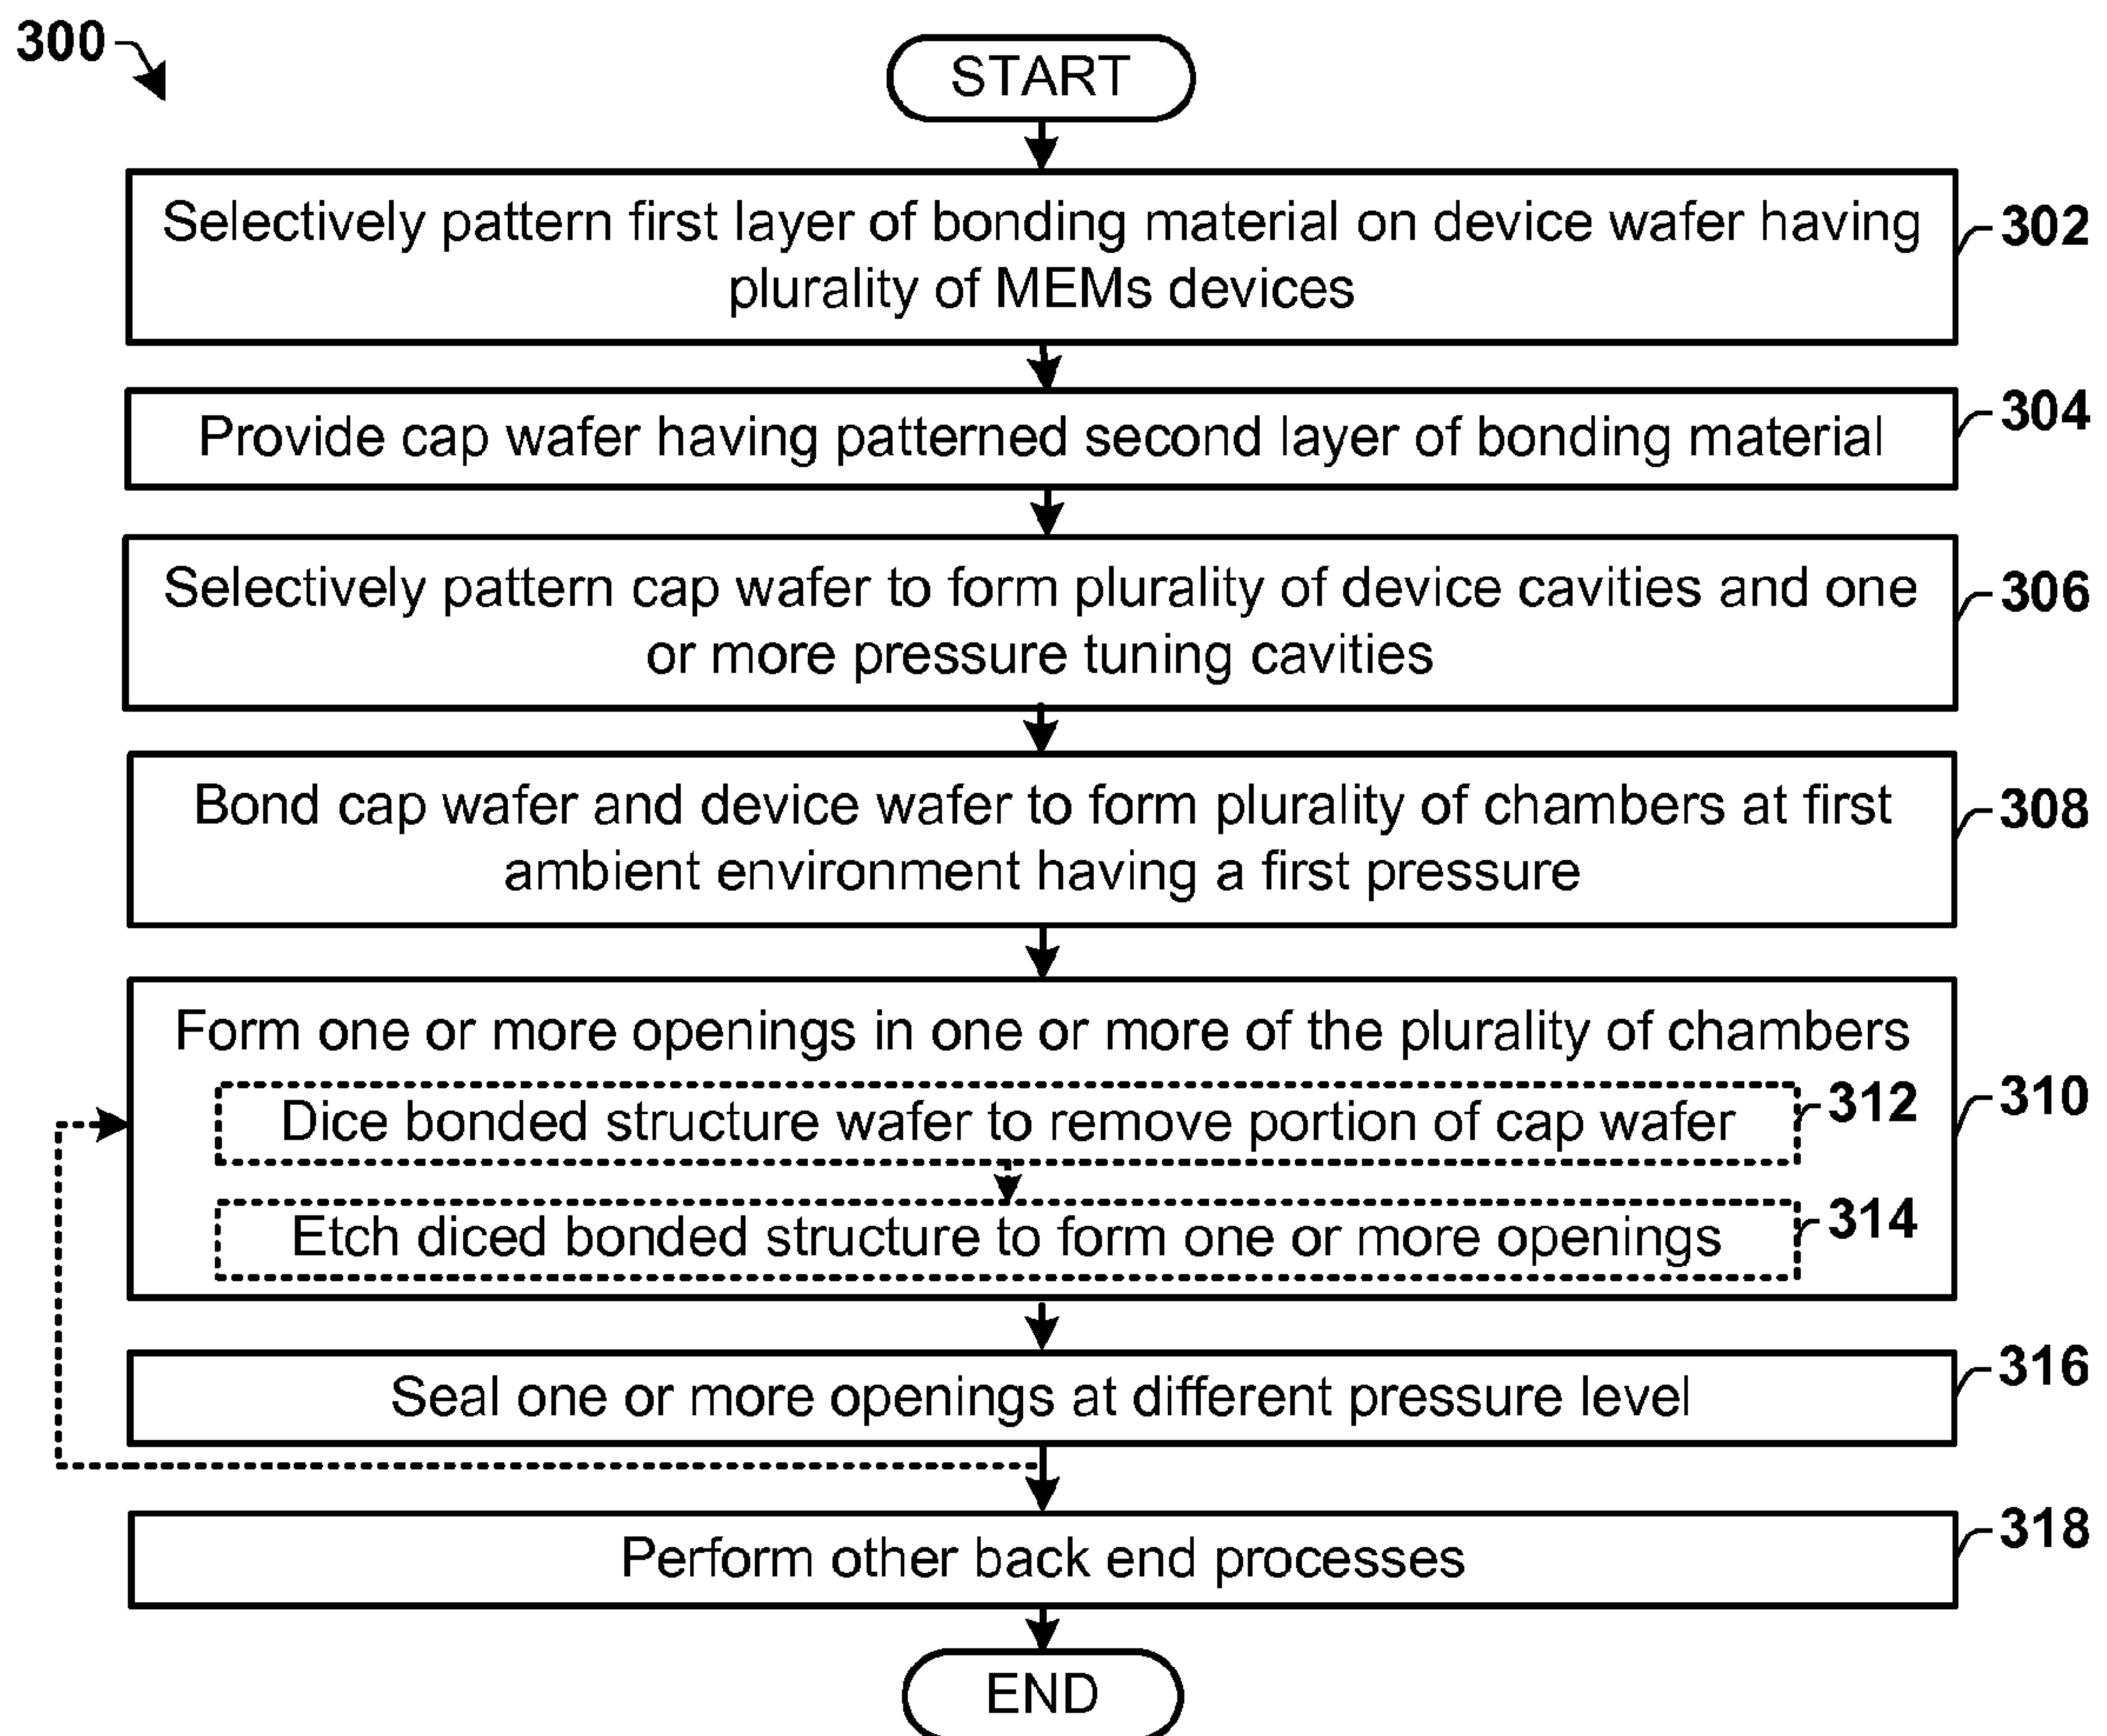 300
START
Selectively pattern first layer of bonding material on device wafer having
plurality of MEMs devices
302
Provide cap wafer having patterned second layer of bonding material
304
Selectively pattern cap wafer to form plurality of device cavities and one
or more pressure tuning cavities
306
Bond cap wafer and device wafer to form plurality of chambers at first
ambient environment having a first pressure
308
Form one or more openings in one or more of the plurality of chambers
310
Dice bonded structure wafer to remove portion of cap wafer
312
Etch diced bonded structure to form one or more openings
314
Seal one or more openings at different pressure level
316
Perform other back end processes
318
END